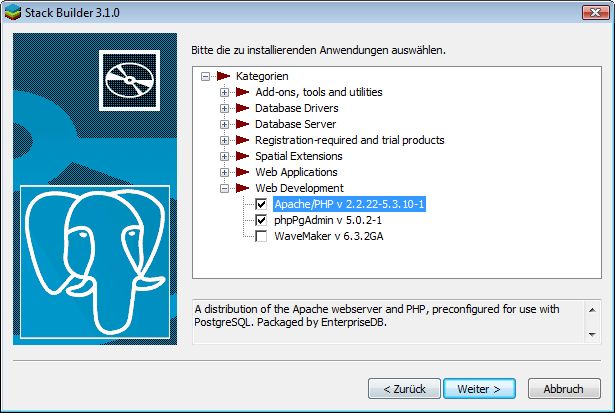 Stack Builder 3.1.0
Bitte die zu installierenden Anwendungen auswählen.
Kategorien
Add-ons, tools and utilities
Database Drivers
Database Server
Registration-required and trial products
Spatial Extensions
Web Applications
Web Development
Apache/PHP v 2.2.22-5.3.10-1
phpPgAdmin v 5.0.2-1
WaveMaker v 6.3.2GA
A distribution of the Apache webserver and PHP, preconfigured for use with
PostgreSQL. Packaged by EnterpriseDB.
< Zurück
Weiter >
Abbruch